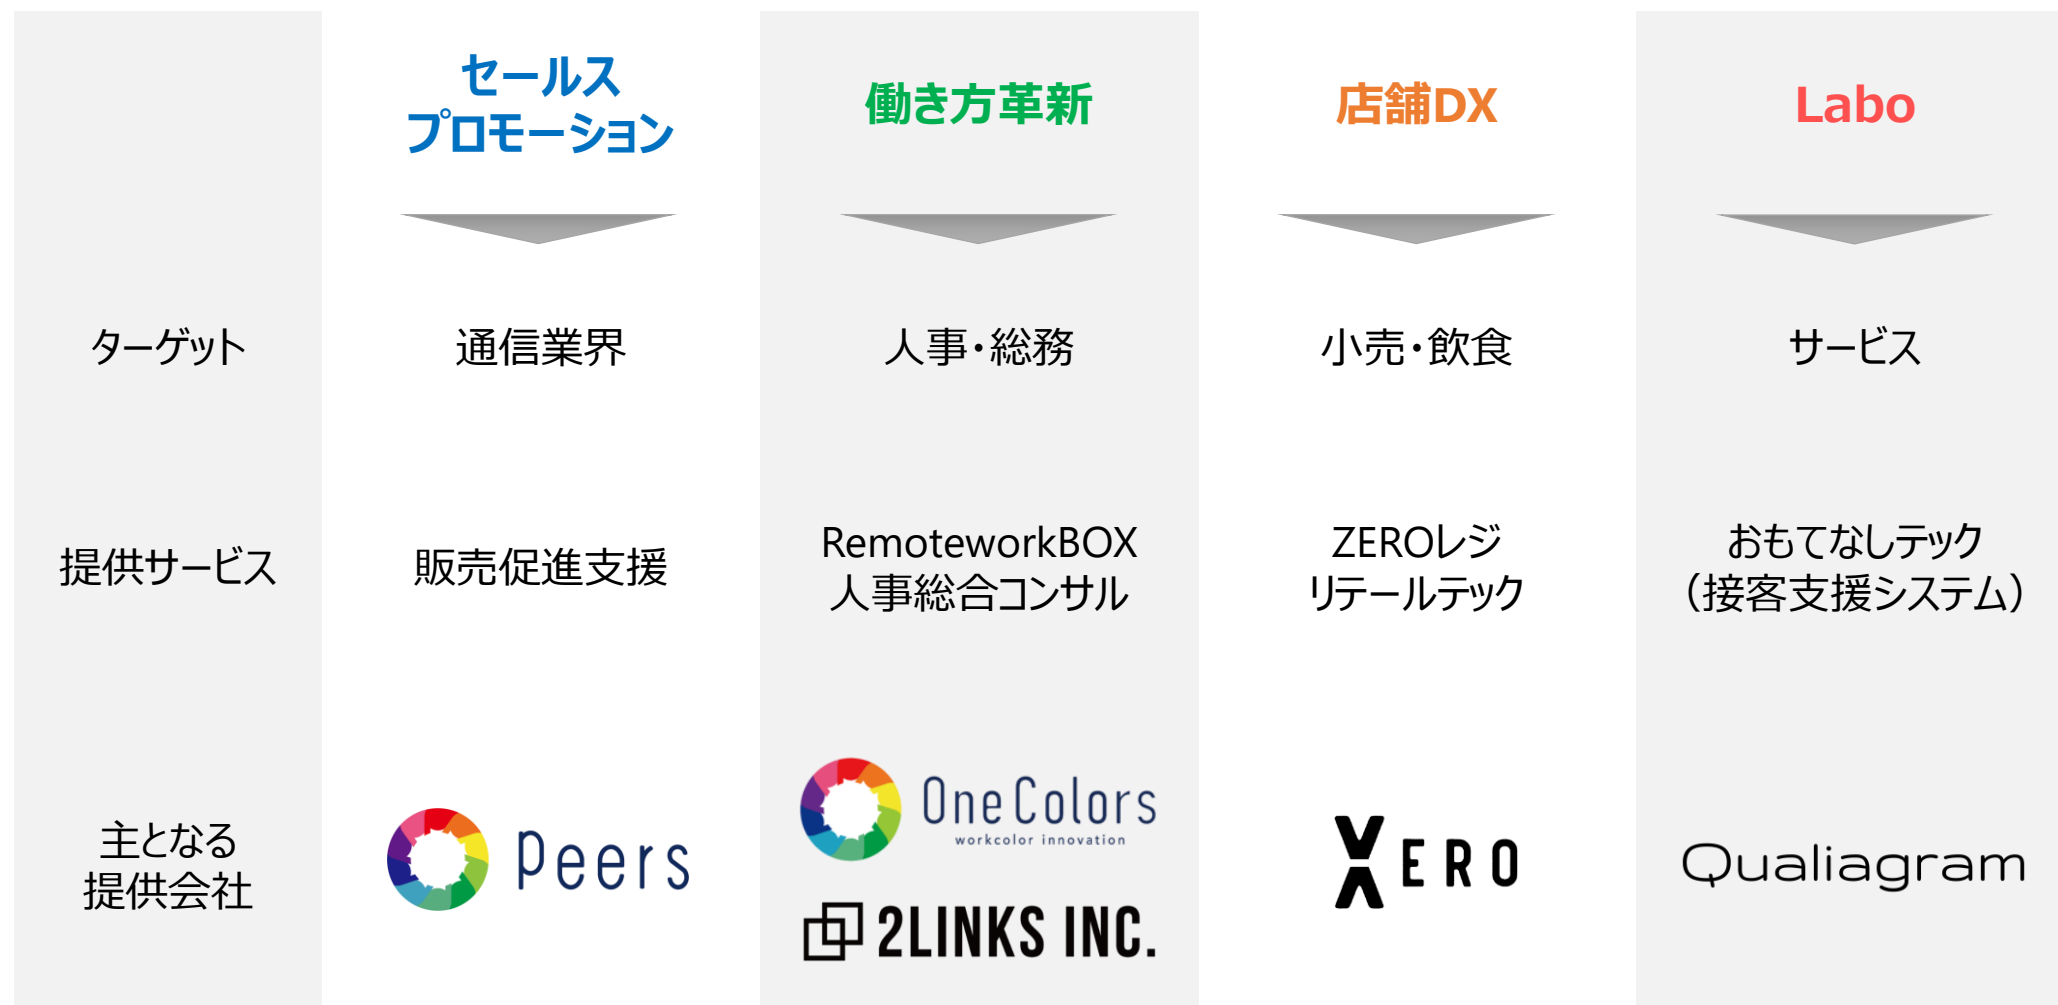 セールス
プロモーション
働き方革新
店舗DX
Labo
ターゲット
通信業界
人事・総務
小売・飲食
サービス
提供サービス
販売促進支援
RemoteworkBOX
人事総合コンサル
ZEROレジ
リテールテック
おもてなしテック
（接客支援システム）
主となる
提供会社
Peers
OneColors
workcolor innovation
2LINKS INC.
XERO
Qualiagram